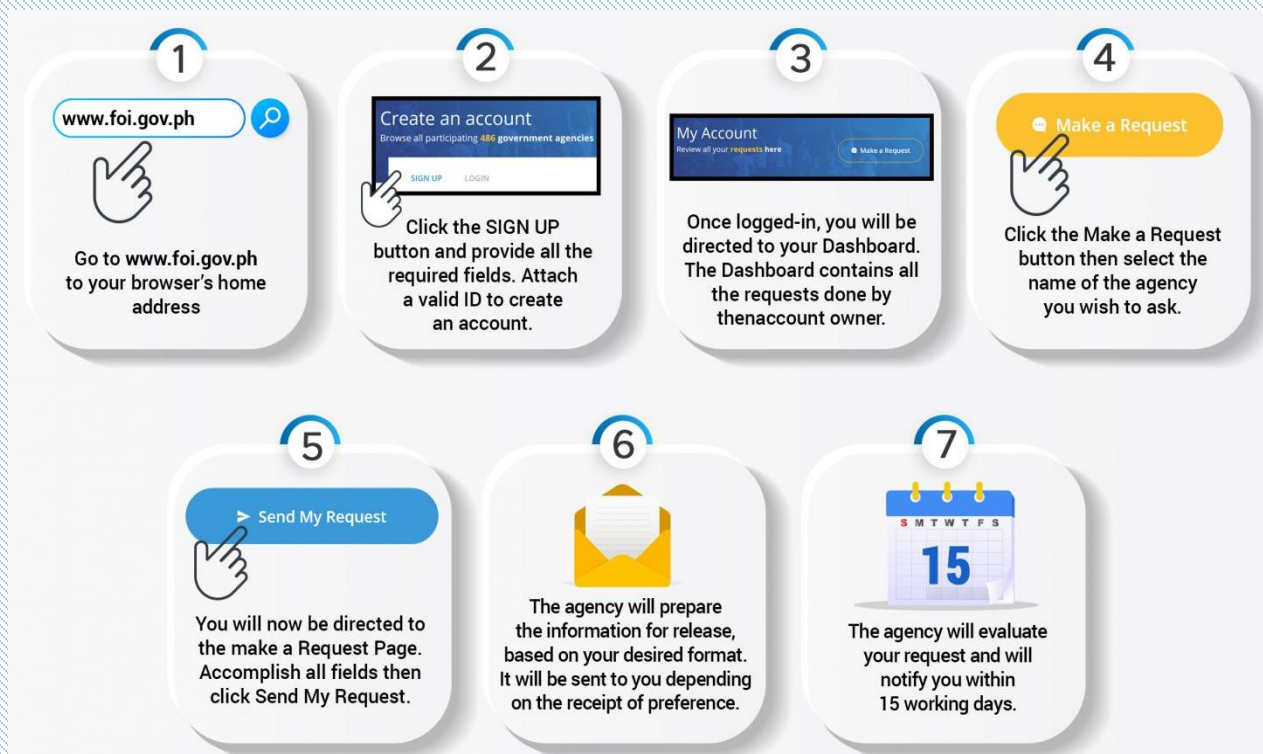 1
www.foi.gov.ph
Go to www.foi.gov.ph
to your browser's home
address
2
Create an account
Browse all participating 486 government agencies
SIGN UP LOGIN
Click the SIGN UP
button and provide all the
required fields. Attach
a valid ID to create
an account.
3
My Account
Review all your requests here
Make a Request
Once logged-in, you will be
directed to your Dashboard.
The Dashboard contains all
the requests done by
thenaccount owner.
4
Make a Request
Click the Make a Request
button then select the
name of the agency
you wish to ask.
5
Send My Request
You will now be directed to
the make a Request Page.
Accomplish all fields then
click Send My Request.
6
The agency will prepare
the information for release,
based on your desired format.
It will be sent to you depending
on the receipt of preference.
7
S M T W T F S
15
The agency will evaluate
your request and will
notify you within
15 working days.